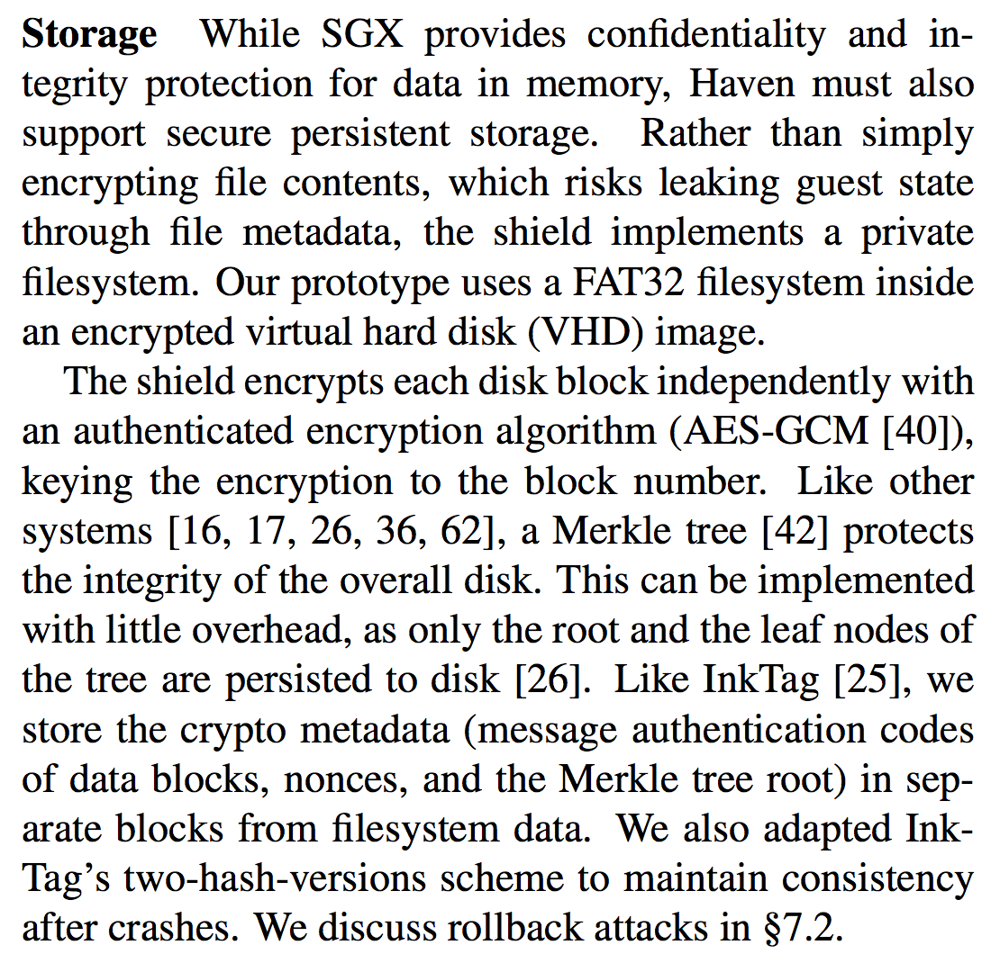 Storage While SGX provides confidentiality and in-
tegrity protection for data in memory, Haven must also
support secure persistent storage. Rather than simply
encrypting file contents, which risks leaking guest state
through file metadata, the shield implements a private
filesystem. Our prototype uses a FAT32 filesystem inside
an encrypted virtual hard disk (VHD) image.
The shield encrypts each disk block independently with
an authenticated encryption algorithm (AES-GCM [40]),
keying the encryption to the block number. Like other
systems [16, 17, 26, 36, 62], a Merkle tree [42] protects
the integrity of the overall disk. This can be implemented
with little overhead, as only the root and the leaf nodes of
the tree are persisted to disk [26]. Like InkTag [25], we
store the crypto metadata (message authentication codes
of data blocks, nonces, and the Merkle tree root) in sep-
arate blocks from filesystem data. We also adapted Ink-
Tag’s two-hash-versions scheme to maintain consistency
after crashes. We discuss rollback attacks in §7.2.